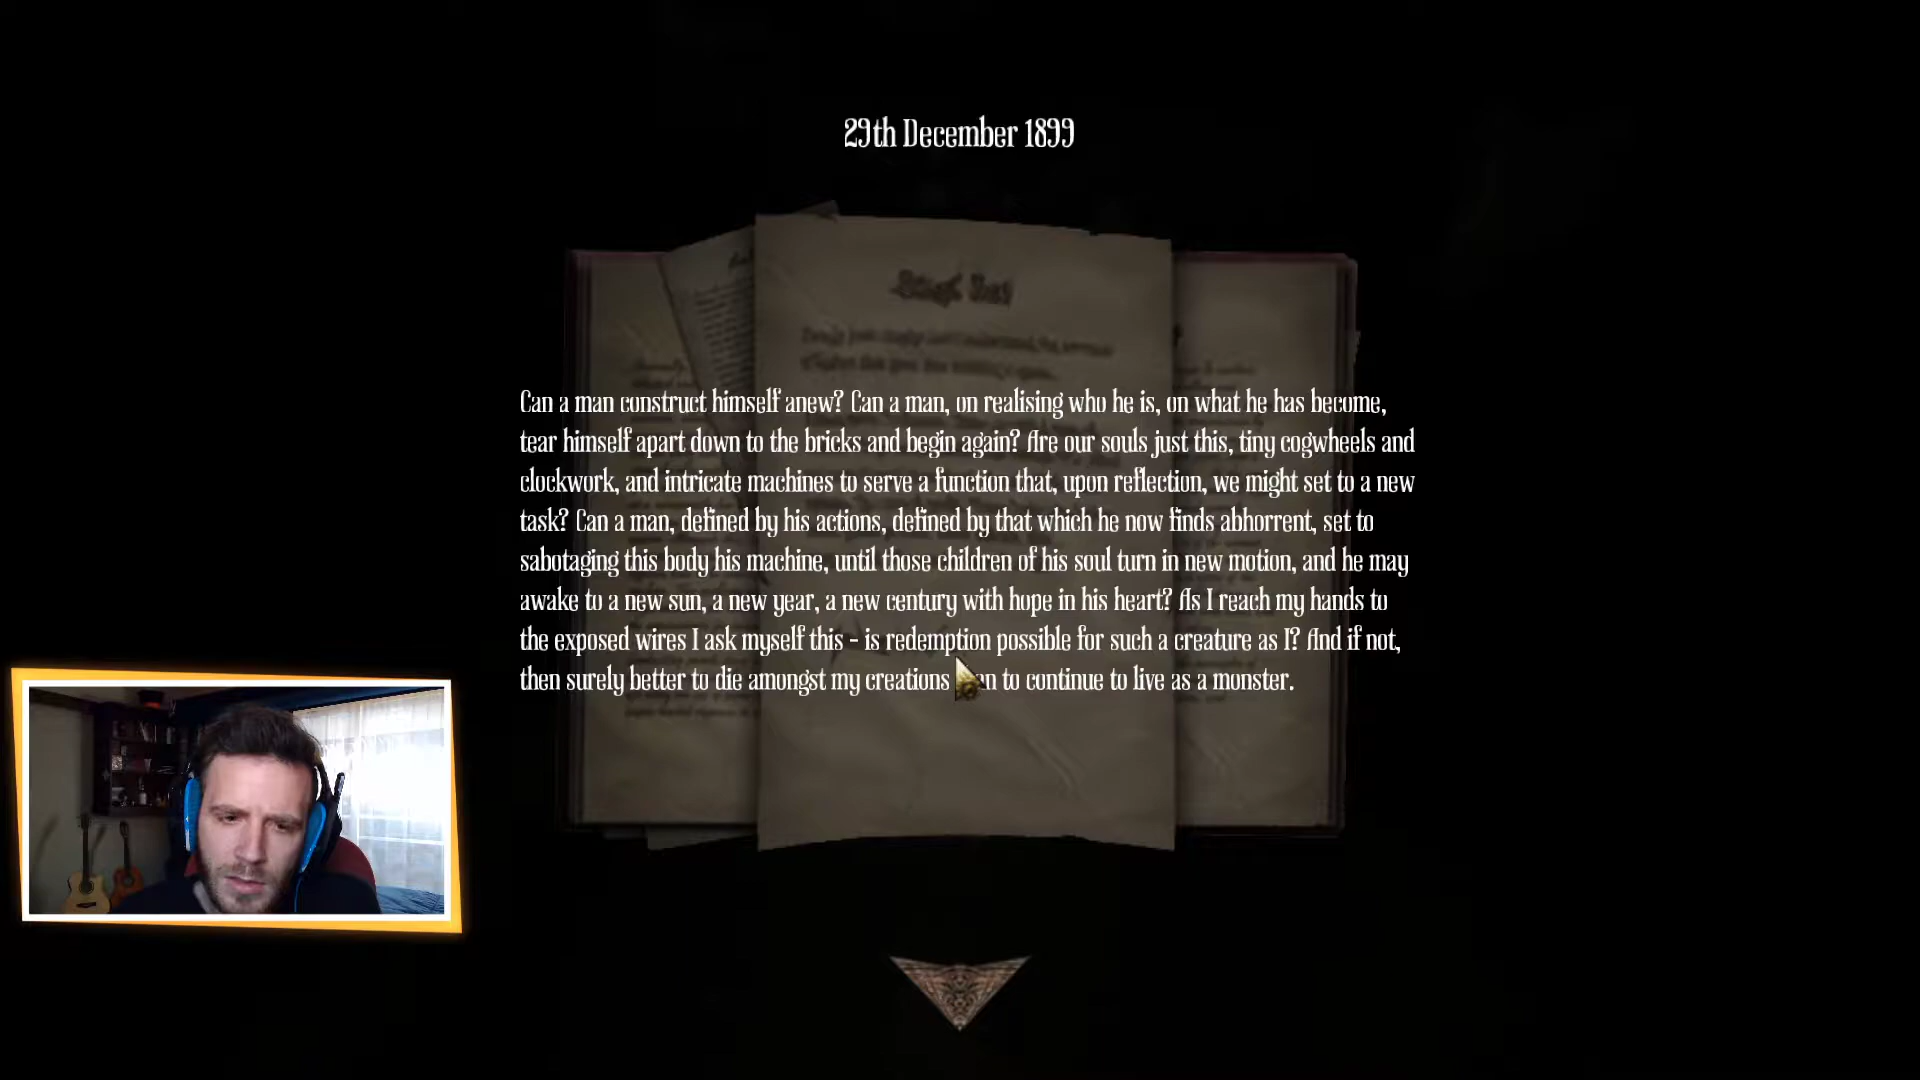 29th December 1899
Can a man construct himself anew? Can a man, on realising who he is, on what he has become,
tear himself apart down to the bricks and begin again? Are our souls just this, tiny cogwheels and
clockwork, and intricate machines to serve a function that, upon reflection, we might set to a new
task? Can a man, defined by his actions, defined by that which he now finds abhorrent, set to
sabotaging this body his machine, until those children of his soul turn in new motion, and he may
awake to a new sun, a new year, a new century with hope in his heart? As I reach my hands to
the exposed wires I ask myself this - is redemption possible for such a creature as I? And if not,
then surely better to die amongst my creations to continue to live as a monster.